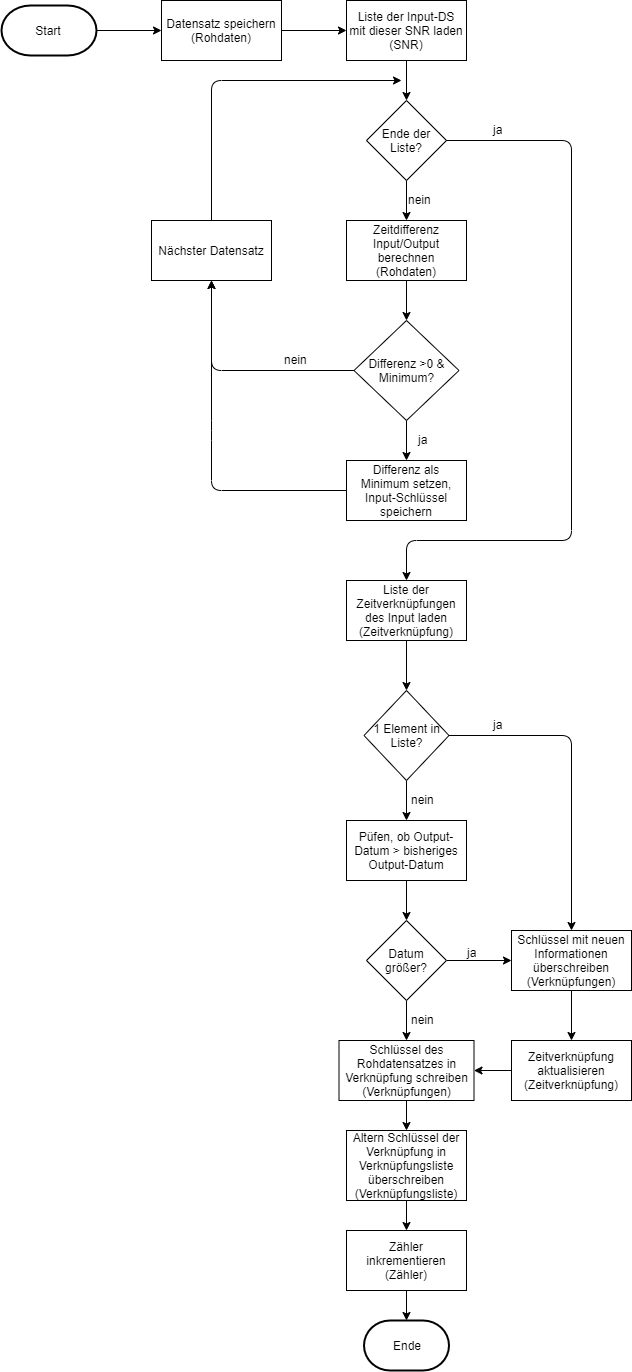 Start
Datensatz speichern
(Rohdaten)
Liste der Input-DS
mit dieser SNR laden
(SNR)
Ende der
Liste?
ja
nein
Nächster Datensatz
Zeitdifferenz
Input/Output
berechnen
(Rohdaten)
Differenz >0 &
Minimum?
nein
ja
Differenz als
Minimum setzen,
Input-Schlüssel
speichern
Liste der
Zeitverknüpfungen
des Input laden
(Zeitverknüpfung)
1 Element in
Liste?
ja
nein
Püfen, ob Output-
Datum > bisheriges
Output-Datum
Datum
größer?
ja
Schlüssel mit neuen
Informationen
überschreiben
(Verknüpfungen)
nein
Schlüssel des
Rohdatensatzes in
Verknüpfung schreiben
(Verknüpfungen)
Zeitverknüpfung
aktualisieren
(Zeitverknüpfung)
Altern Schlüssel der
Verknüpfung in
Verknüpfungsliste
überschreiben
(Verknüpfungsliste)
Zähler
inkrementieren
(Zähler)
Ende